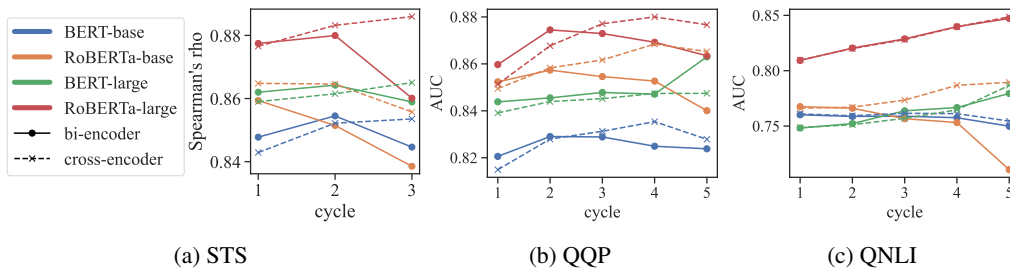 BERT-base
RoBERTa-base
BERT-large
RoBERTa-large
bi-encoder
cross-encoder
Spearman's rho
0.88
0.86
0.84
1 2 3
cycle
(a) STS
AUC
0.88
0.86
0.84
0.82
1 2 3 4 5
cycle
(b) QQP
AUC
0.85
0.80
0.75
1 2 3 4 5
cycle
(c) QNLI